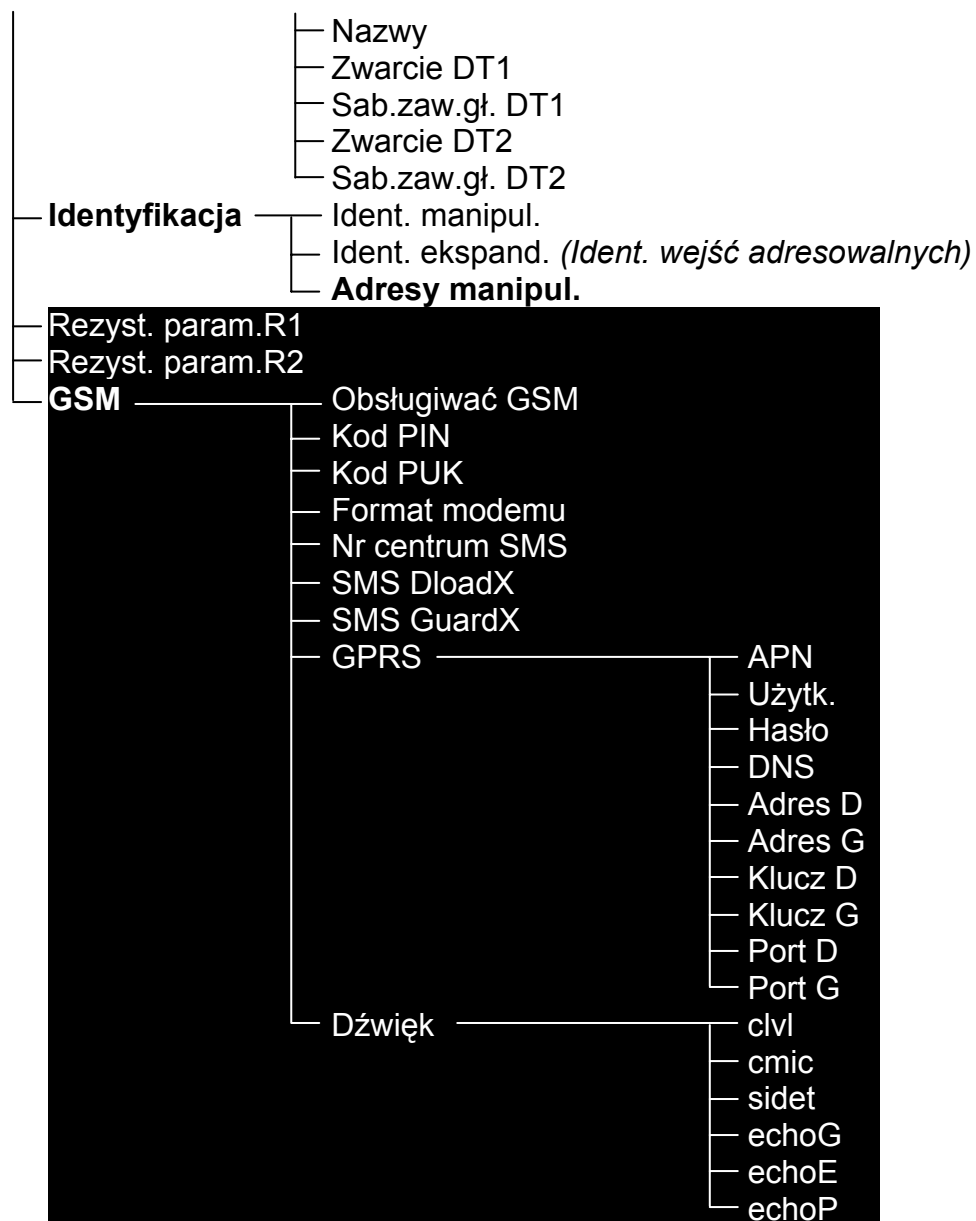 Nazwy
Zwarcie DT1
Sab.zaw.gł. DT1
Zwarcie DT2
Sab.zaw.gł. DT2
Identyfikacja Ident. manipul.
Ident. ekspand. (Ident. wejść adresowalnych)
Adresy manipul.
Rezyst. param.R1
Rezyst. param.R2
GSM Obsługiwać GSM
Kod PIN
Kod PUK
Format modemu
Nr centrum SMS
SMS DloadX
SMS GuardX
GPRS APN
Użytk.
Hasło
DNS
Adres D
Adres G
Klucz D
Klucz G
Port D
Port G
Dźwięk clvl
cmic
sidet
echoG
echoE
echoP